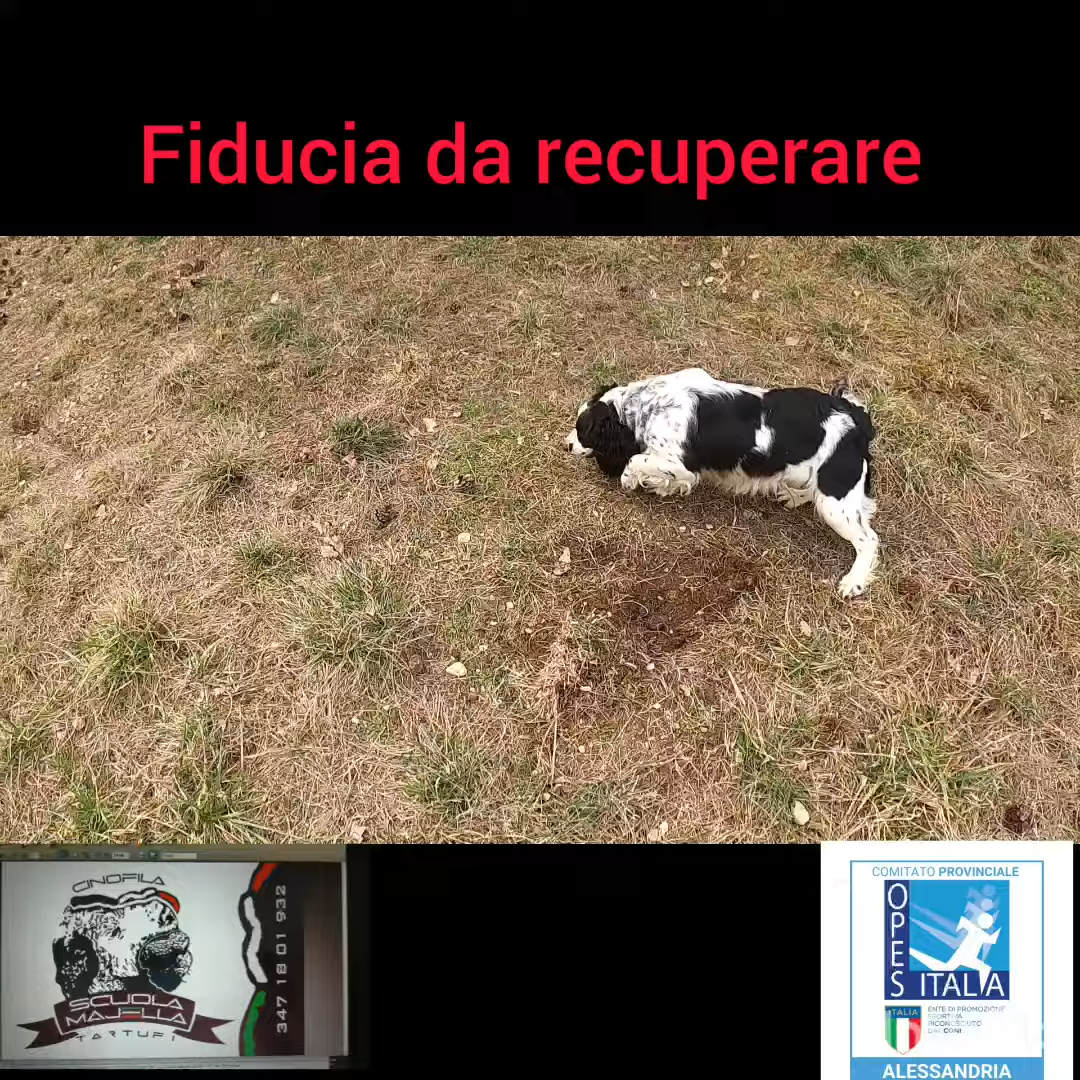 Fiducia da recuperare
CINOFILA
SCUOLA
MAJELLA
TARTUFI
347 18 01 932
COMITATO PROVINCIALE
OPES ITALIA
ITALIA
ENTE DI PROMOZIONE
SPORTIVA
RICONOSCIUTO
DAL CONI
ALESSANDRIA